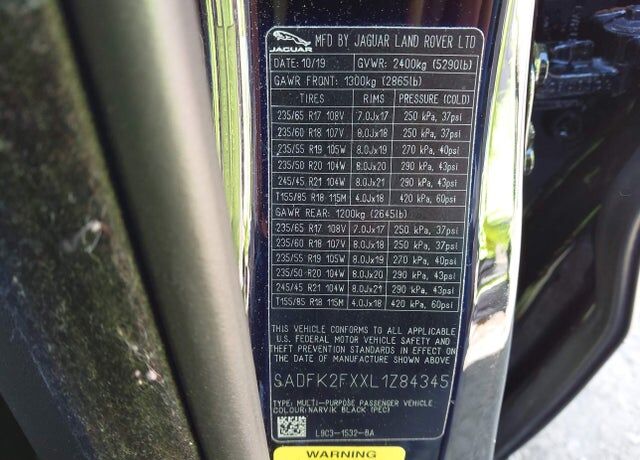 JAGUAR MFD BY JAGUAR LAND ROVER LTD
DATE: 10/19 GVWR: 2400kg (5290lb)
GAWR FRONT: 1300kg (2865lb)
TIRES RIMS PRESSURE (COLD)
235/65 R17 108V 7.0Jx17 250 kPa, 37psi
235/60 R18 107V 8.0Jx18 250 kPa, 37psi
235/55 R19 105W 8.0Jx19 270 kPa, 40psi
235/50 R20 104W 8.0Jx20 290 kPa, 43psi
245/45 R21 104W 8.0Jx21 290 kPa, 43psi
T155/85 R18 115M 4.0Jx18 420 kPa, 60psi
GAWR REAR: 1200kg (2645lb)
235/65 R17 108V 7.0Jx17 250 kPa, 37psi
235/60 R18 107V 8.0Jx18 250 kPa, 37psi
235/55 R19 105W 8.0Jx19 270 kPa, 40psi
235/50 R20 104W 8.0Jx20 290 kPa, 43psi
245/45 R21 104W 8.0Jx21 290 kPa, 43psi
T155/85 R18 115M 4.0Jx18 420 kPa, 60psi
THIS VEHICLE CONFORMS TO ALL APPLICABLE
U.S. FEDERAL MOTOR VEHICLE SAFETY AND
THEFT PREVENTION STANDARDS IN EFFECT
ON THE DATE OF MANUFACTURE SHOWN ABOVE
SADFK2FXXL1Z84345
TYPE: MULTI-PURPOSE PASSENGER VEHICLE
COLOUR:NARVIK BLACK (PEC)
L9C3-1532-BA
WARNING